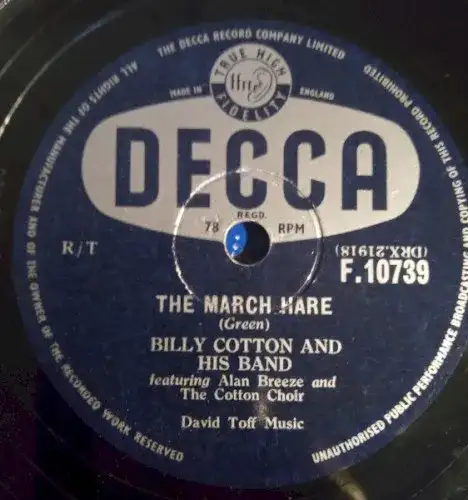 ALL RIGHTS OF THE MANUFACTURER AND OF THE OWNER OF THE RECORDED WORK RESERVED
THE DECCA RECORD COMPANY LIMITED
UNAUTHORISED PUBLIC PERFORMANCE BROADCASTING AND COPYING OF THIS RECORD PROHIBITED
TRUE HIGH
ffrr
FIDELITY
MADE IN ENGLAND
DECCA
REGD.
78 RPM
R/T
(DRX.21918)
F.10739
THE MARCH HARE
(Green)
BILLY COTTON AND
HIS BAND
featuring Alan Breeze and
The Cotton Choir
David Toff Music